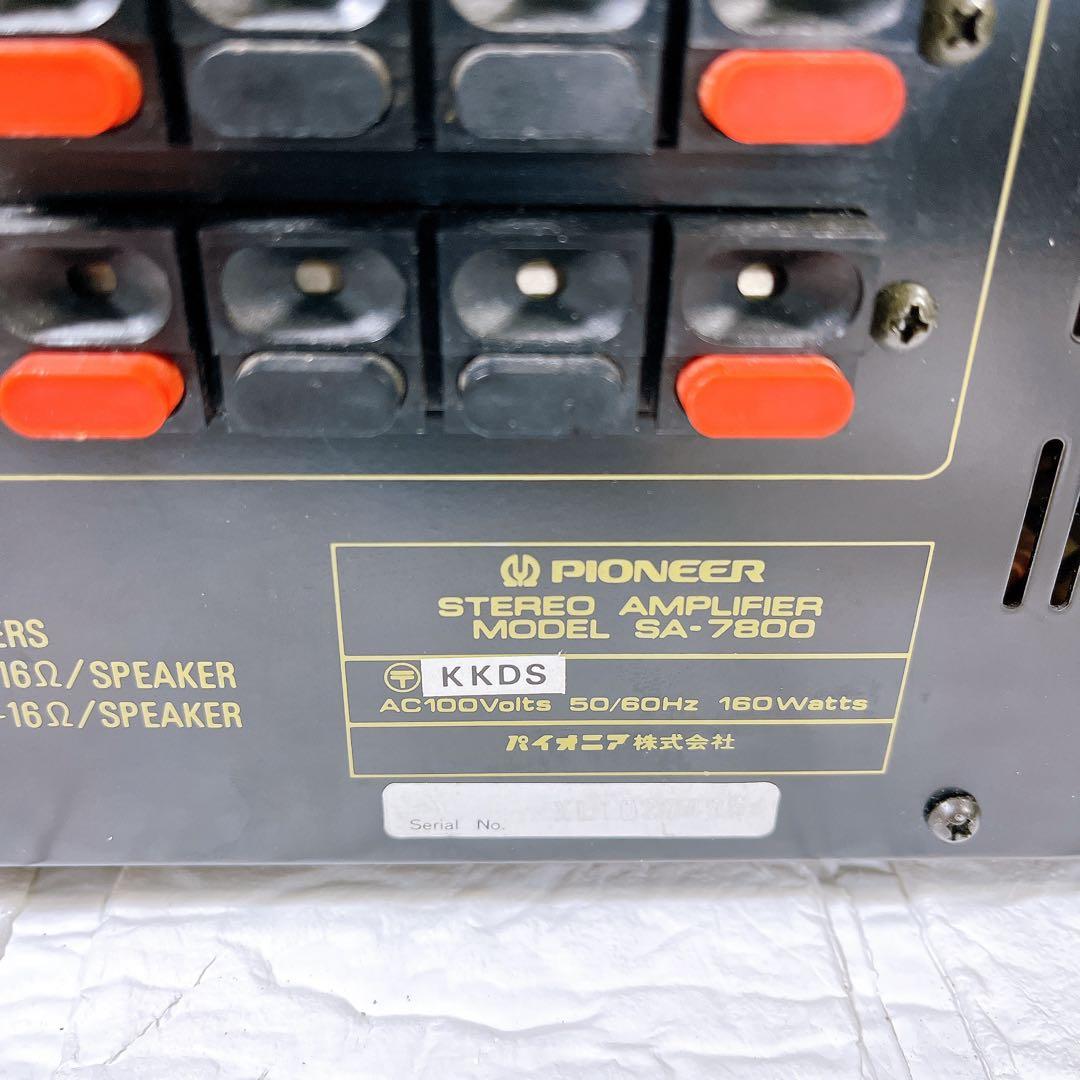 ERS
16Ω/SPEAKER
-16Ω/SPEAKER
PIONEER
STEREO AMPLIFIER
MODEL SA-7800
〒 KKDS
AC100Volts 50/60Hz 160Watts
パイオニア株式会社
Serial No.